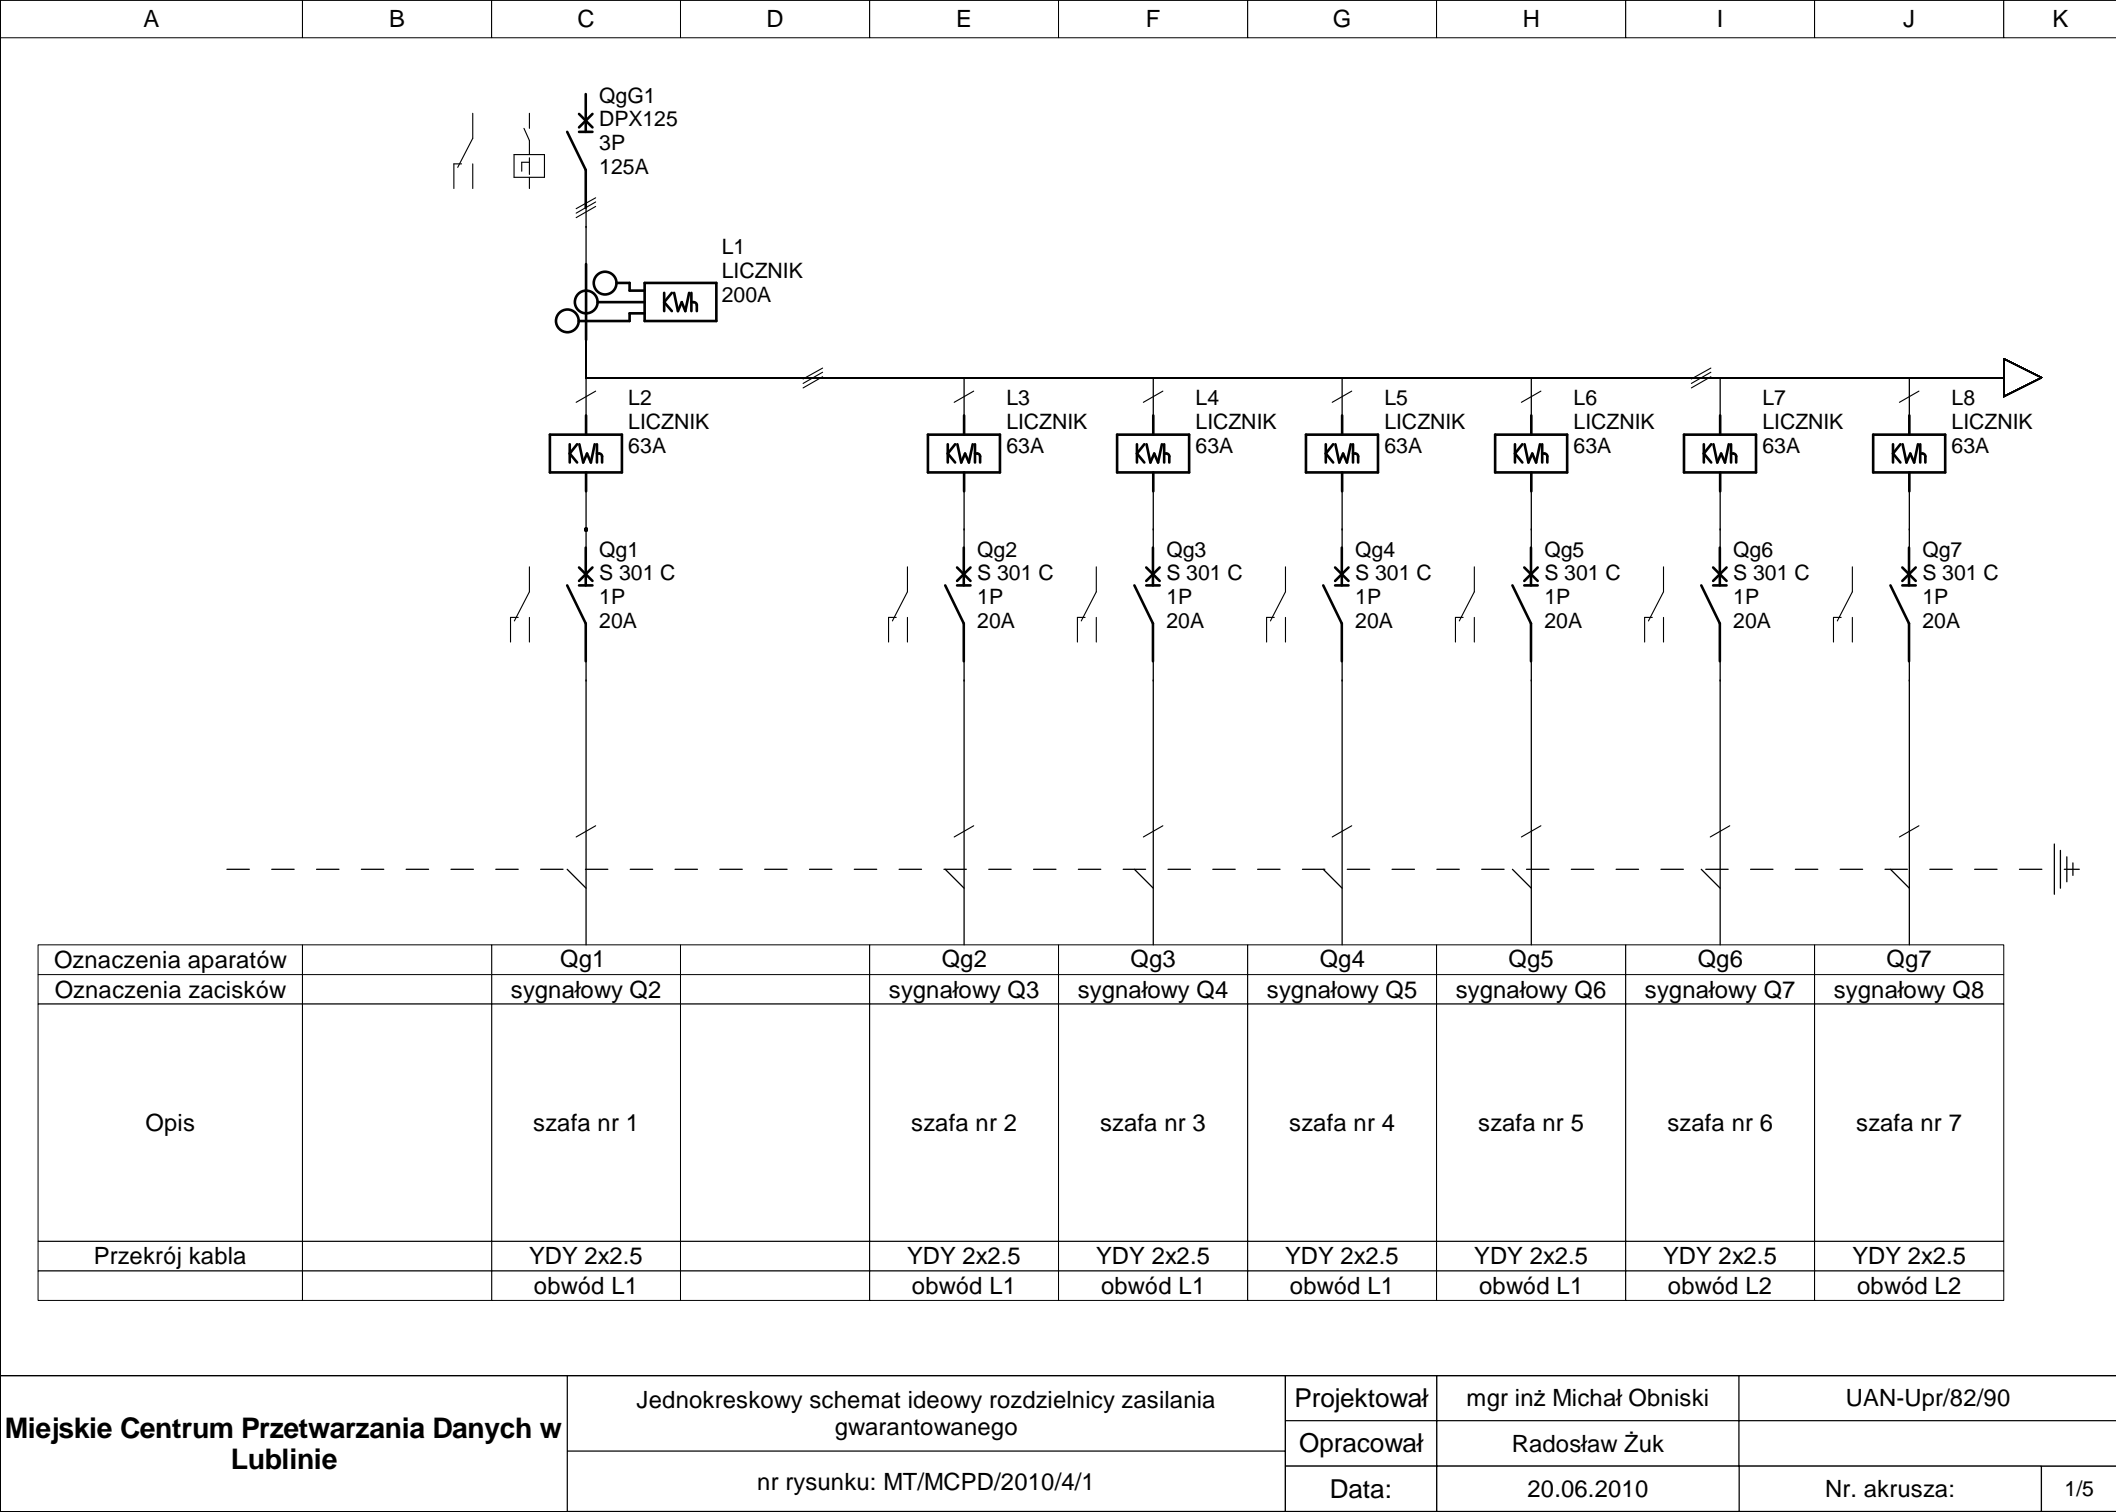 A B C D E F G H I J K
QgG1
DPX125
3P
125A
L1
LICZNIK
200A
KWh
L2 L3 L4 L5 L6 L7 L8
LICZNIK LICZNIK LICZNIK LICZNIK LICZNIK LICZNIK LICZNIK
63A 63A 63A 63A 63A 63A 63A
KWh KWh KWh KWh KWh KWh KWh
Qg1 Qg2 Qg3 Qg4 Qg5 Qg6 Qg7
S 301 C S 301 C S 301 C S 301 C S 301 C S 301 C S 301 C
1P 1P 1P 1P 1P 1P 1P
20A 20A 20A 20A 20A 20A 20A
Oznaczenia aparatów Qg1 Qg2 Qg3 Qg4 Qg5 Qg6 Qg7
Oznaczenia zacisków sygnałowy Q2 sygnałowy Q3 sygnałowy Q4 sygnałowy Q5 sygnałowy Q6 sygnałowy Q7 sygnałowy Q8
Opis szafa nr 1 szafa nr 2 szafa nr 3 szafa nr 4 szafa nr 5 szafa nr 6 szafa nr 7
Przekrój kabla YDY 2x2.5 YDY 2x2.5 YDY 2x2.5 YDY 2x2.5 YDY 2x2.5 YDY 2x2.5 YDY 2x2.5
obwód L1 obwód L1 obwód L1 obwód L1 obwód L1 obwód L2 obwód L2
Miejskie Centrum Przetwarzania Danych w
Lublinie
Jednokreskowy schemat ideowy rozdzielnicy zasilania
gwarantowanego
nr rysunku: MT/MCPD/2010/4/1
Projektował mgr inż Michał Obniski UAN-Upr/82/90
Opracował Radosław Żuk
Data: 20.06.2010 Nr. akrusza: 1/5